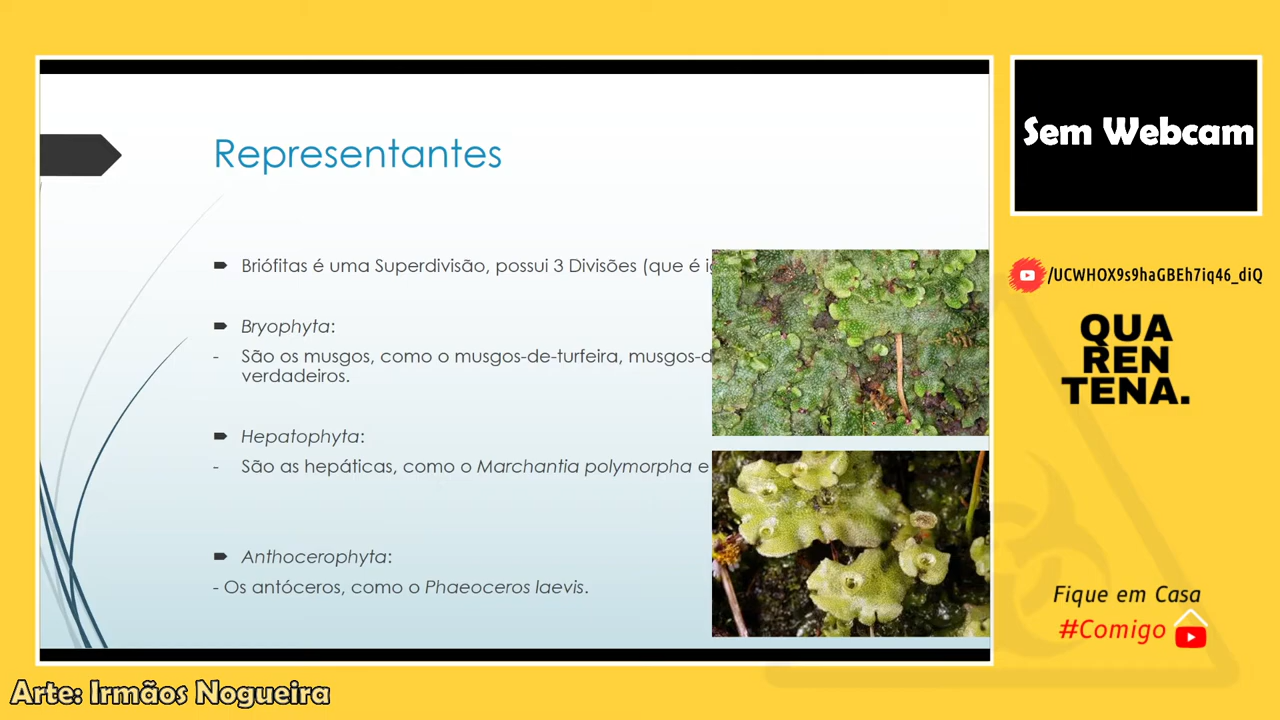 Representantes
Briófitas é uma Superdivisão, possui 3 Divisões (que é
Bryophyta:
- São os musgos, como o musgos-de-turfeira,
verdadeiros.
Hepatophyta:
- São as hepáticas, como o Marchantia polymorpha e
Anthocerophyta:
- Os antóceros, como o Phaeoceros laevis.
Sem Webcam
/UCWHOX9s9haGBEh7iq46_diQ
QUA
REN
TENA.
Fique em Casa
#Comigo
Arte: Irmãos Nogueira